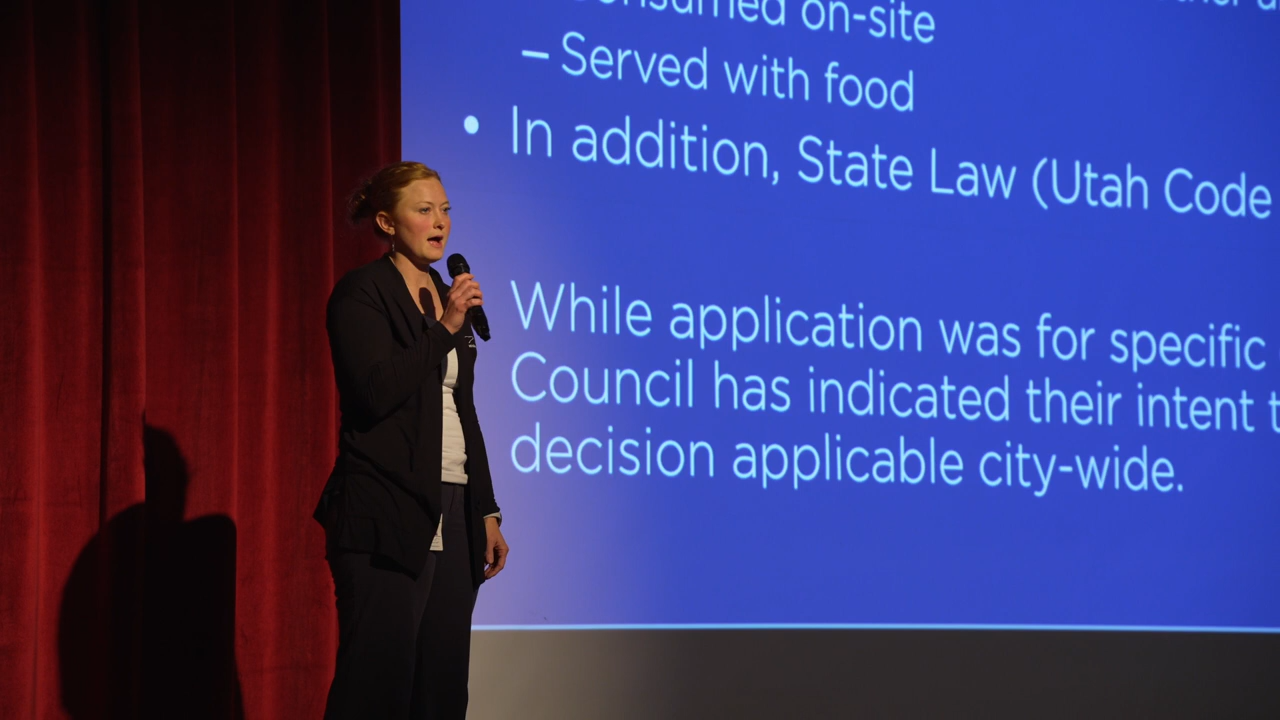 consumed on-site
– Served with food
• In addition, State Law (Utah Code
While application was for specific
Council has indicated their intent t
decision applicable city-wide.